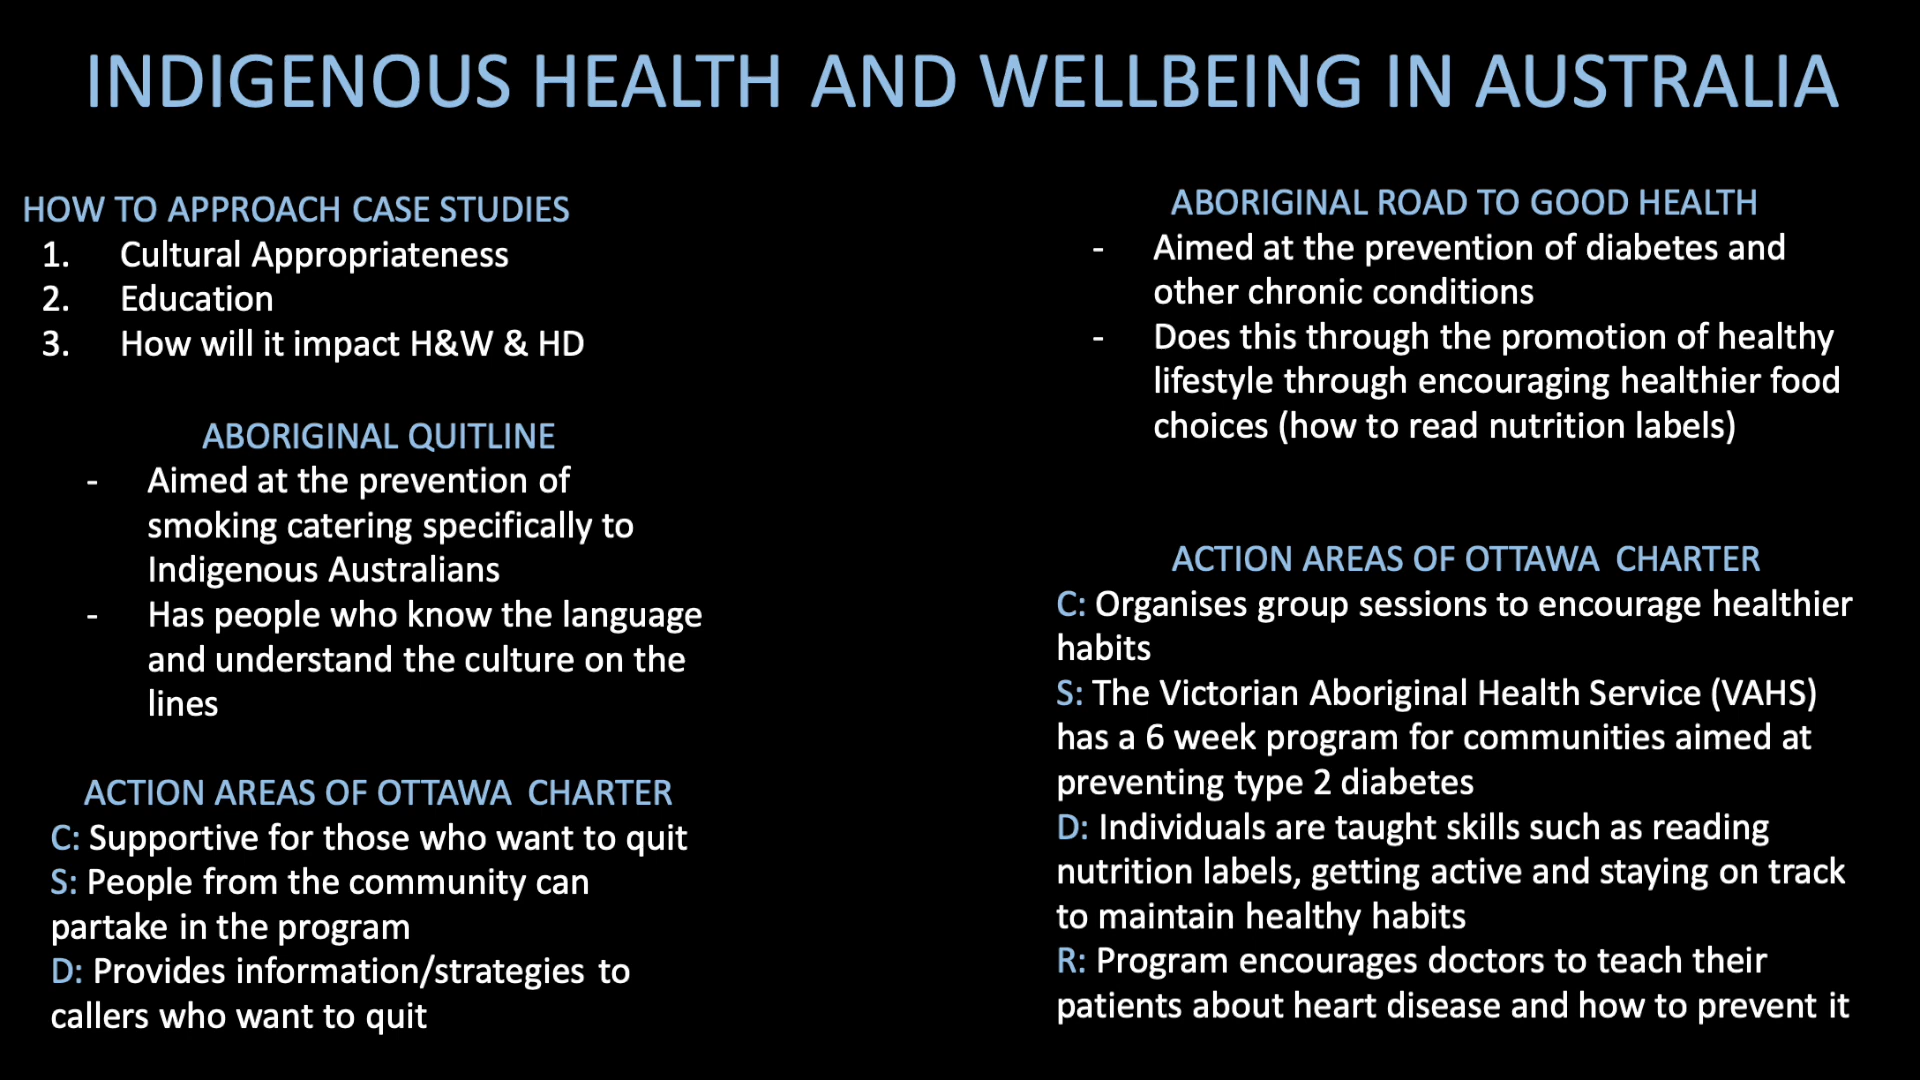 INDIGENOUS HEALTH AND WELLBEING IN AUSTRALIA
HOW TO APPROACH CASE STUDIES
1. Cultural Appropriateness
2. Education
3. How will it impact H&W & HD
ABORIGINAL QUITLINE
- Aimed at the prevention of
smoking catering specifically to
Indigenous Australians
- Has people who know the language
and understand the culture on the
lines
ACTION AREAS OF OTTAWA CHARTER
C: Supportive for those who want to quit
S: People from the community can
partake in the program
D: Provides information/strategies to
callers who want to quit
ABORIGINAL ROAD TO GOOD HEALTH
- Aimed at the prevention of diabetes and
other chronic conditions
- Does this through the promotion of healthy
lifestyle through encouraging healthier food
choices (how to read nutrition labels)
ACTION AREAS OF OTTAWA CHARTER
C: Organises group sessions to encourage healthier
habits
S: The Victorian Aboriginal Health Service (VAHS)
has a 6 week program for communities aimed at
preventing type 2 diabetes
D: Individuals are taught skills such as reading
nutrition labels, getting active and staying on track
to maintain healthy habits
R: Program encourages doctors to teach their
patients about heart disease and how to prevent it